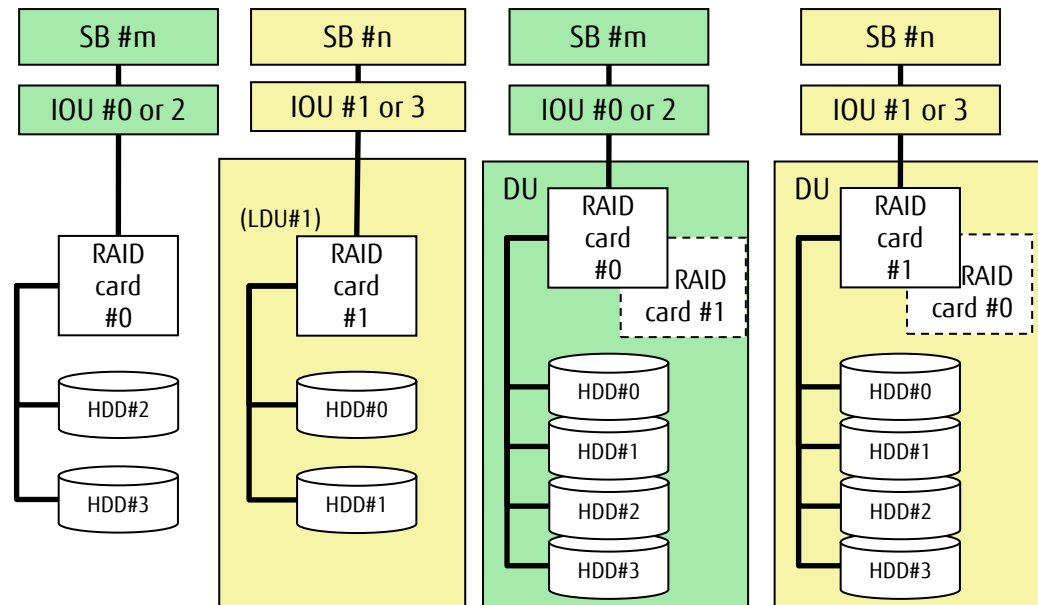 SB #m
IOU #0 or 2
RAID
card
#0
HDD#2
HDD#3
SB #n
IOU #1 or 3
(LDU#1)
RAID
card
#1
HDD#0
HDD#1
SB #m
IOU #0 or 2
DU
RAID
card
#0
RAID
card #1
HDD#0
HDD#1
HDD#2
HDD#3
SB #n
IOU #1 or 3
DU
RAID
card
#1
RAID
card #0
HDD#0
HDD#1
HDD#2
HDD#3